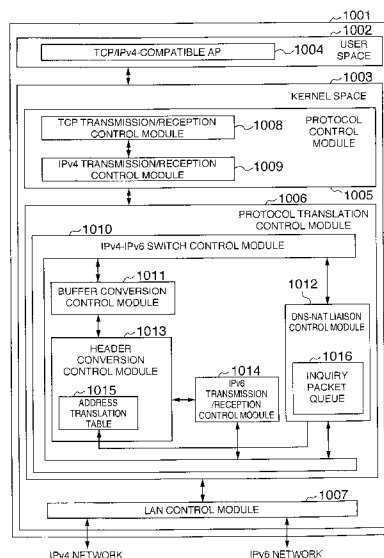 1001
1002
TCP/IPv4-COMPATIBLE AP
1004
USER
SPACE
1003
KERNEL SPACE
TCP TRANSMISSION/RECEPTION
CONTROL MODULE
1008
PROTOCOL
CONTROL
MODULE
IPv4 TRANSMISSION/RECEPTION
CONTROL MODULE
1009
1005
1006
PROTOCOL TRANSLATION
CONTROL MODULE
1010
IPv4-IPv6 SWITCH CONTROL MODULE
1011
BUFFER CONVERSION
CONTROL MODULE
1012
DNS-NAT LIAISON
CONTROL MODULE
1013
HEADER
CONVERSION
CONTROL MODULE
1014
IPv6
TRANSMISSION
/RECEPTION
CONTROL MODULE
1015
ADDRESS
TRANSLATION
TABLE
1016
INQUIRY
PACKET
QUEUE
1007
LAN CONTROL MODULE
IPv4 NETWORK
IPv6 NETWORK